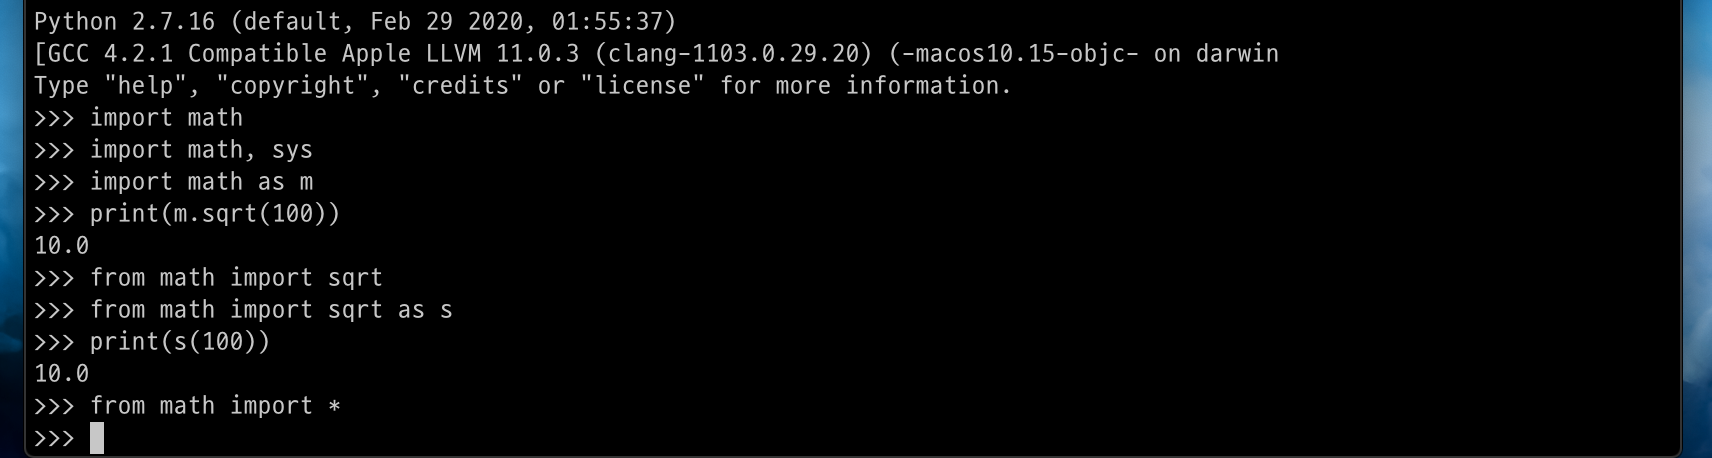 Python 2.7.16 (default, Feb 29 2020, 01:55:37)
[GCC 4.2.1 Compatible Apple LLVM 11.0.3 (clang-1103.0.29.20) (-macos10.15-objc- on darwin
Type "help", "copyright", "credits" or "license" for more information.
>>> import math
>>> import math, sys
>>> import math as m
>>> print(m.sqrt(100))
10.0
>>> from math import sqrt
>>> from math import sqrt as s
>>> print(s(100))
10.0
>>> from math import *
>>>